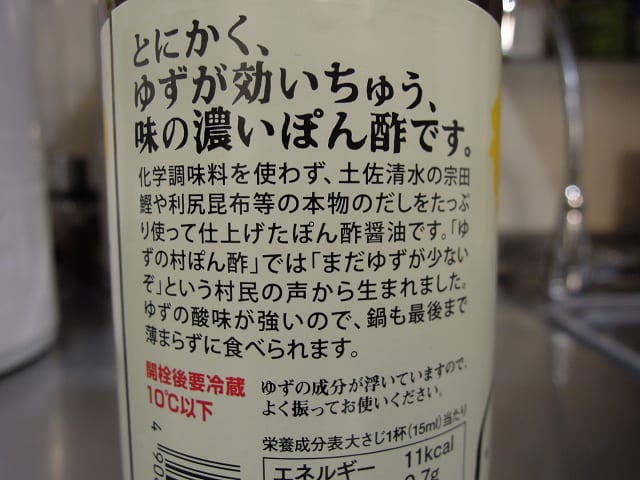 とにかく、
ゆずが効いちゅう、
味の濃いぽん酢です。
化学調味料を使わず、土佐清水の宗田
鰹や利尻昆布等の本物のだしをたっぷ
り使って仕上げたぽん酢醤油です。「ゆ
ずの村ぽん酢」では「まだゆずが少ない
ぞ」という村民の声から生まれました。
ゆずの酸味が強いので、鍋も最後まで
薄まらずに食べられます。
開栓後要冷蔵
10℃以下
ゆずの成分が浮いていますので、
よく振ってお使いください。
栄養成分表大さじ1杯(15ml)当たり
エネルギー 11kcal
0.7g
4